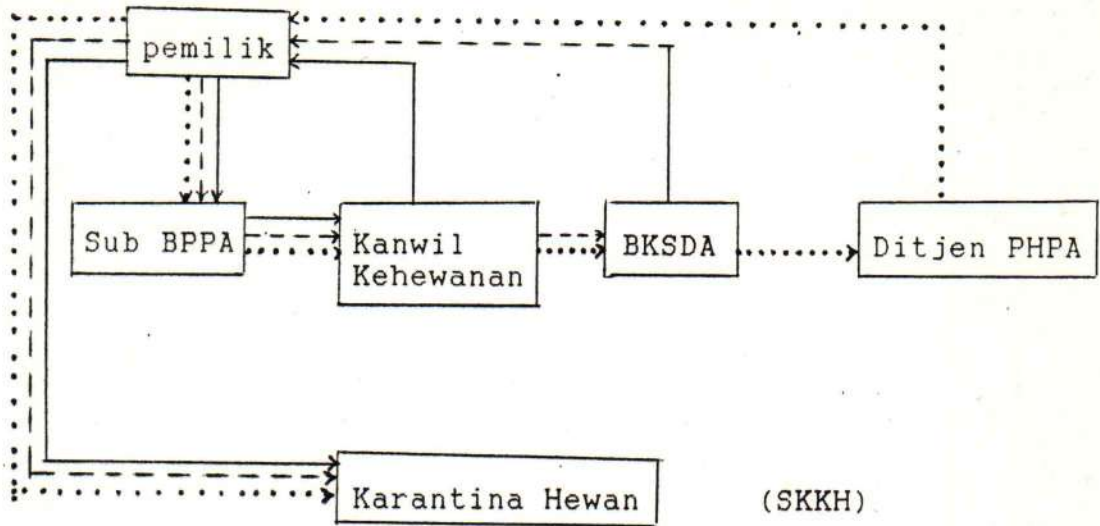 pemilik
Sub BPPA
Kanwil
Kehewanan
BKSDA
Ditjen PHPA
Karantina Hewan
(SKKH)